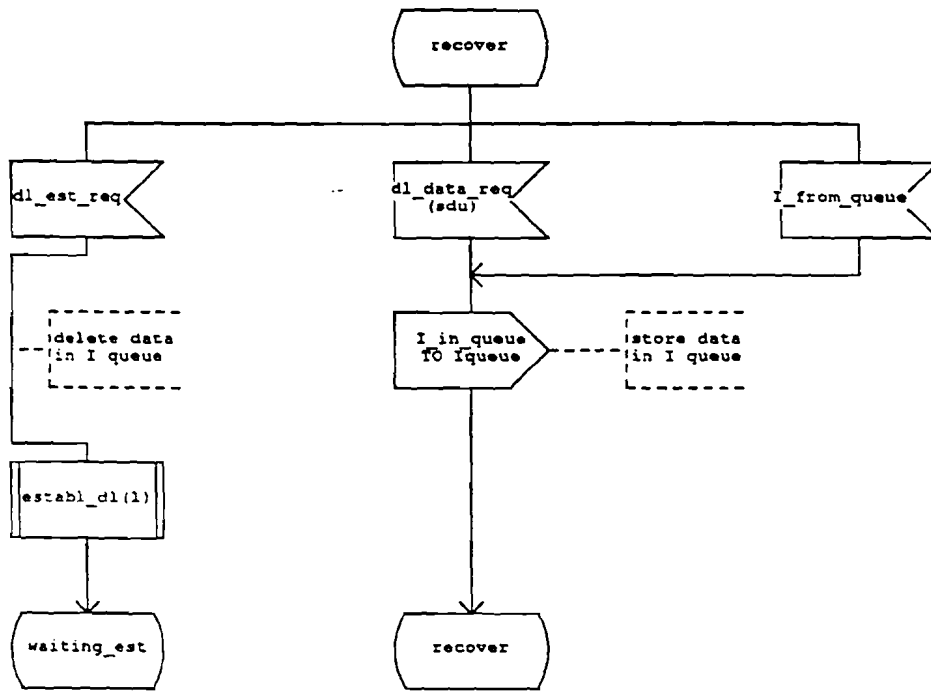 recover
dl_est_req
dl_data_req
(sdu)
I_from_queue
delete data
in I queue
I_in_queue
TO Iqueue
store data
in I queue
establ_dl(1)
waiting_est
recover